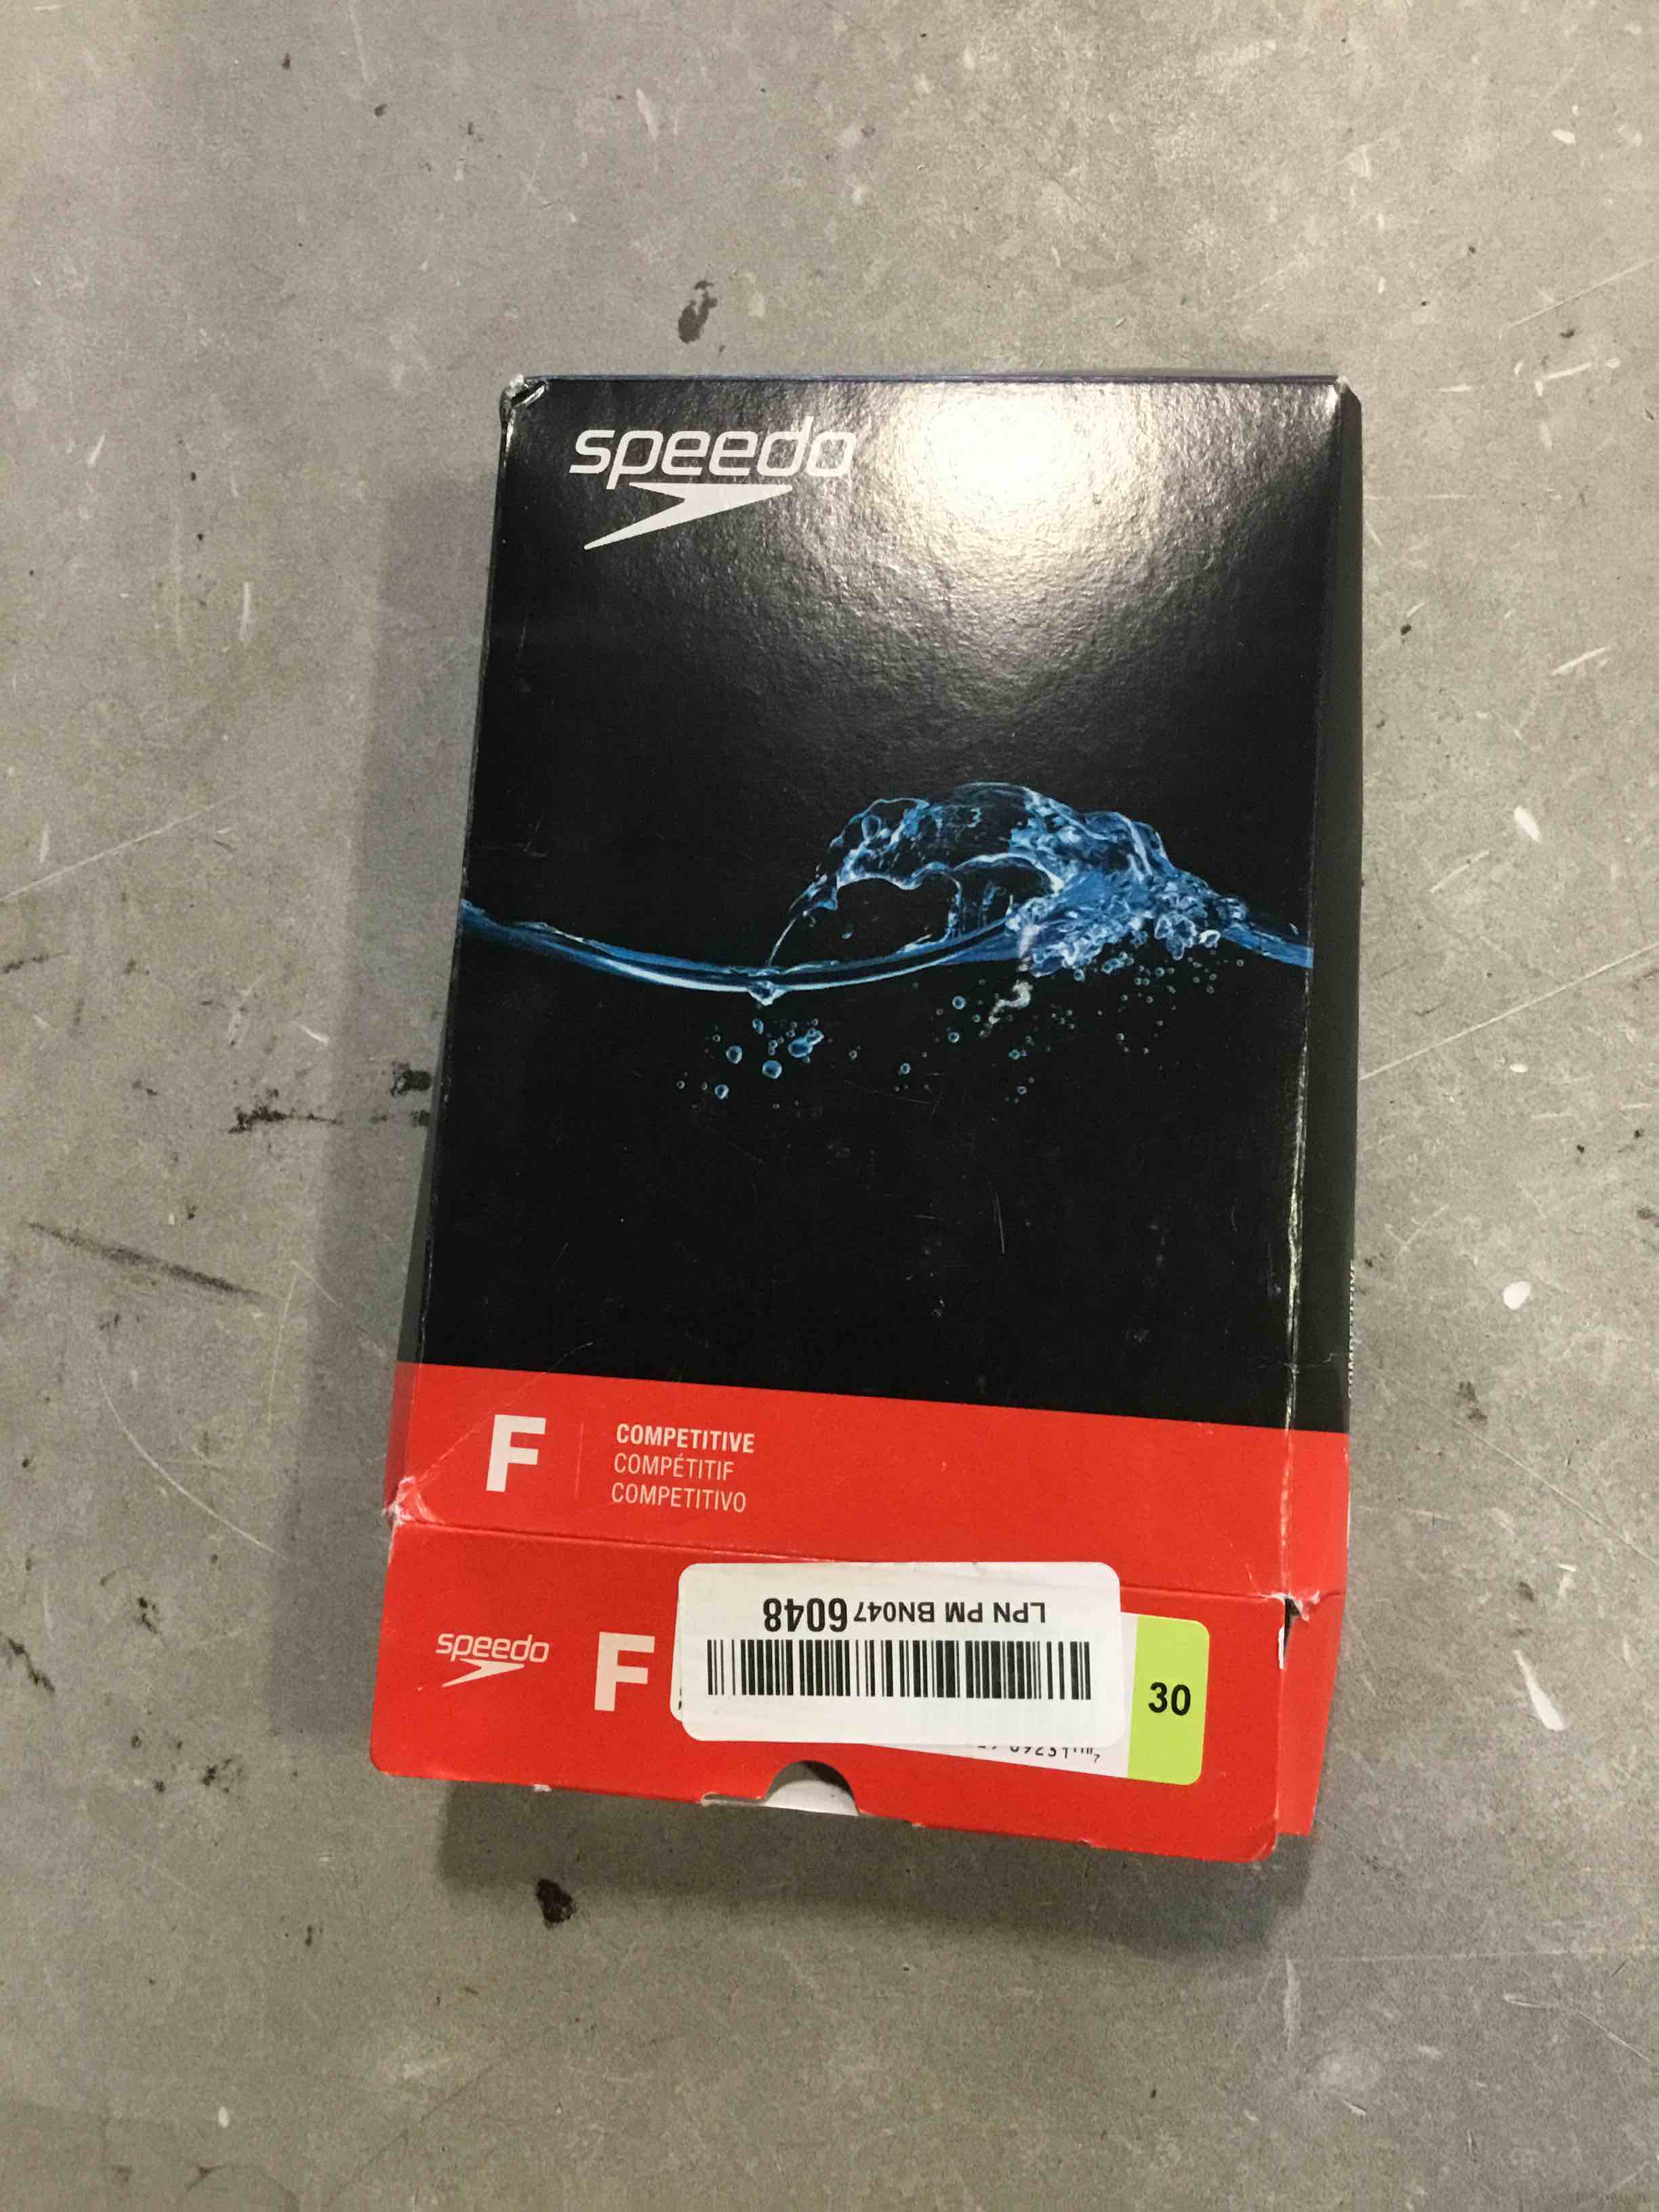 speedo
F
COMPETITIVE
COMPÉTITIF
COMPETITIVO
speedo
F
LPN PM BN0476048
30